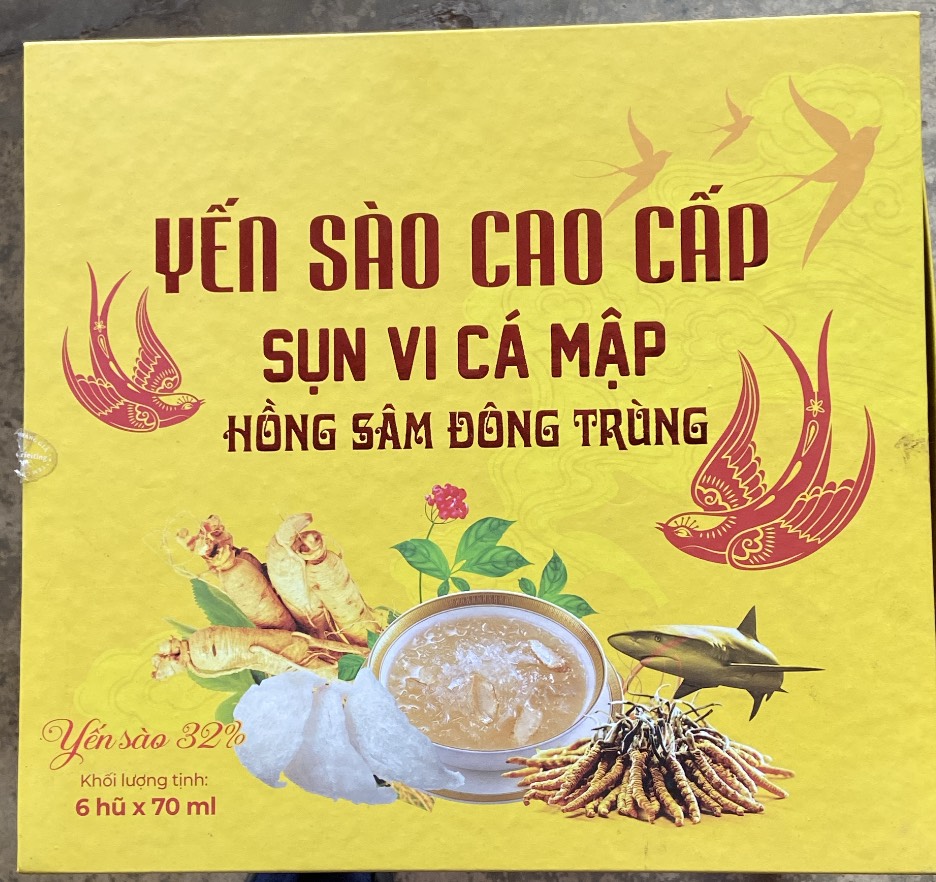 YẾN SÀO CAO CẤP
SỤN VI CÁ MẬP
HỒNG SÂM ĐÔNG TRÙNG
Yến sào 32%
Khối lượng tịnh:
6 hũ x 70 ml